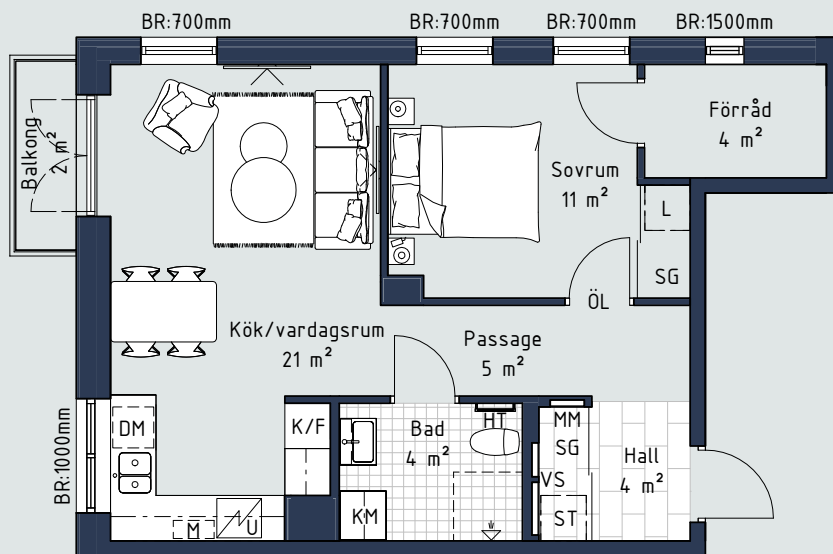 BR:700mm
BR:700mm
BR:700mm
BR:1500mm
Balkong
2 m²
Förråd
4 m²
Sovrum
11 m²
L
SG
ÖL
Kök/vardagsrum
21 m²
Passage
5 m²
BR:1000mm
DM
K/F
Bad
4 m²
HT
MM
SG
VS
ST
Hall
4 m²
M
U
KM